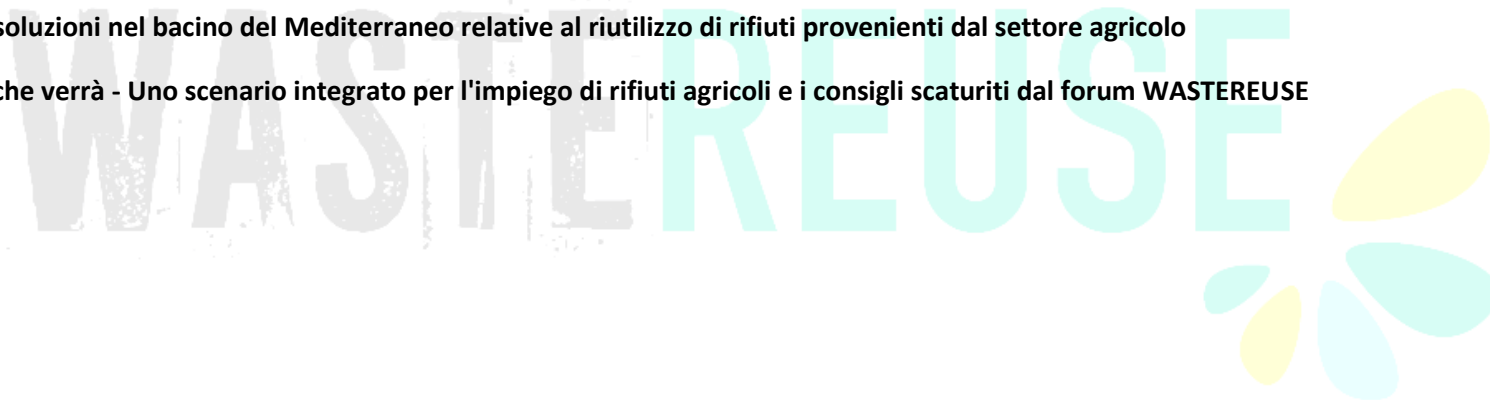 soluzioni nel bacino del Mediterraneo relative al riutilizzo di rifiuti provenienti dal settore agricolo
che verrà - Uno scenario integrato per l'impiego di rifiuti agricoli e i consigli scaturiti dal forum WASTEREUSE
WASTEREUSE